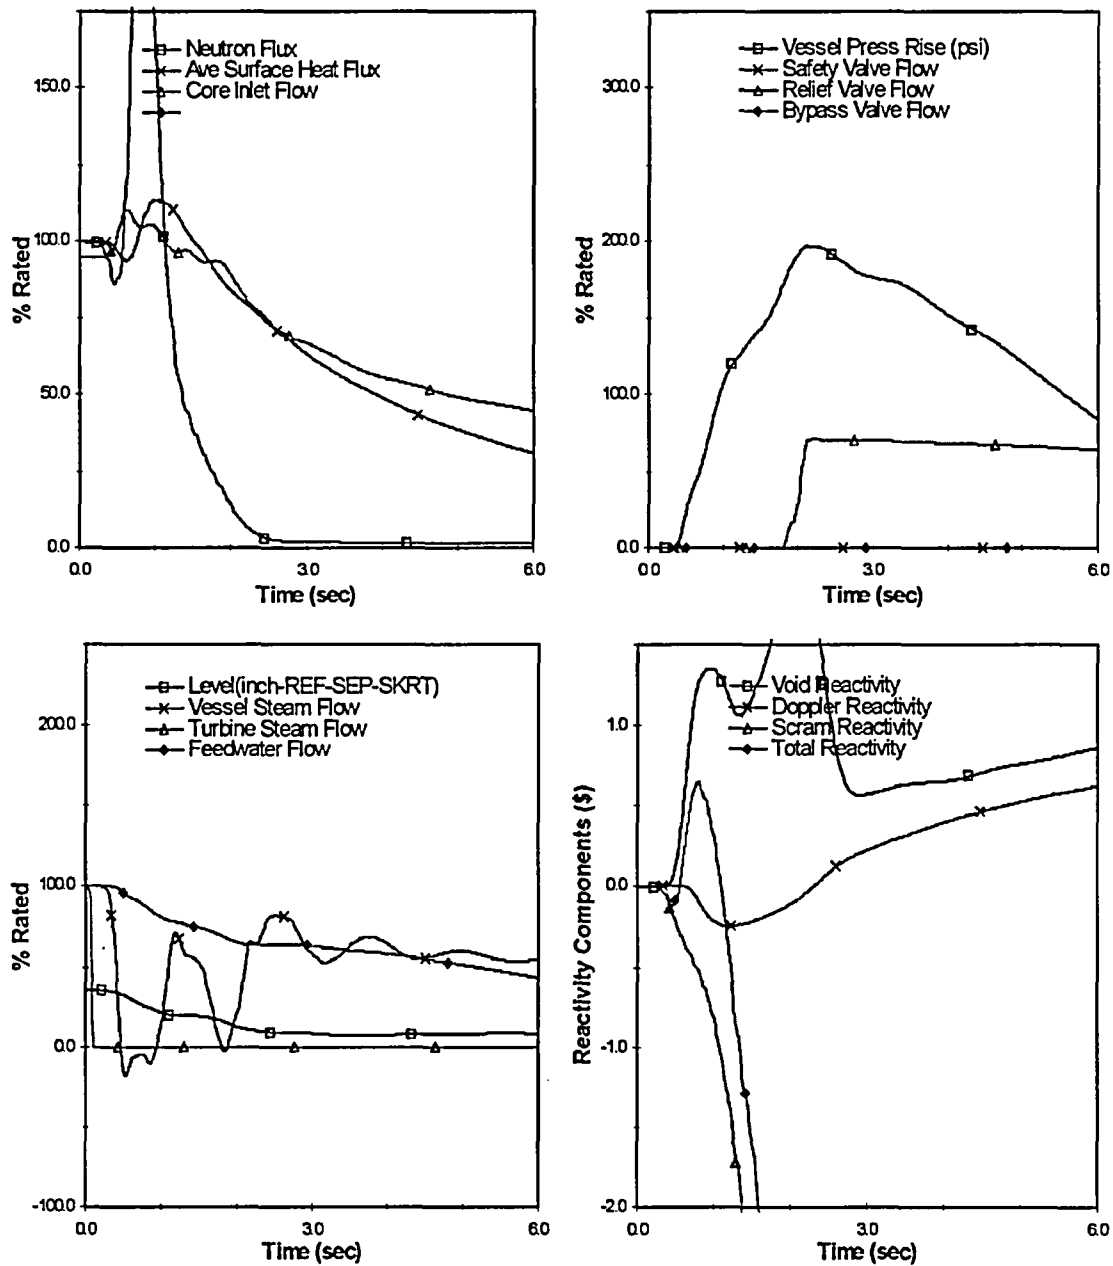 Neutron Flux
Ave Surface Heat Flux
Core Inlet Flow
150.0
100.0
50.0
0.0
% Rated
0.0
3.0
6.0
Time (sec)
Vessel Press Rise (psi)
Safety Valve Flow
Relief Valve Flow
Bypass Valve Flow
300.0
200.0
100.0
0.0
% Rated
0.0
3.0
6.0
Time (sec)
Level(inch-REF-SEP-SKRT)
Vessel Steam Flow
Turbine Steam Flow
Feedwater Flow
200.0
100.0
0.0
-100.0
% Rated
0.0
3.0
6.0
Time (sec)
Void Reactivity
Doppler Reactivity
Scram Reactivity
Total Reactivity
1.0
0.0
-1.0
-2.0
Reactivity Components ($)
0.0
3.0
6.0
Time (sec)